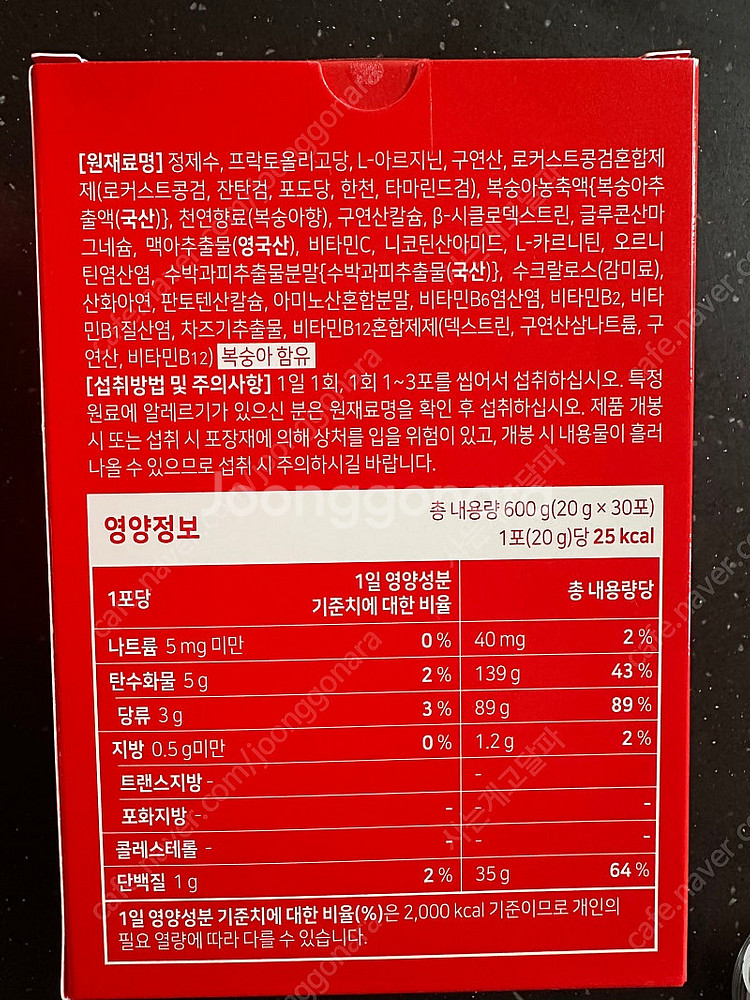 [원재료명] 정제수, 프락토올리고당, L-아르지닌, 구연산, 로커스트콩검혼합제
제(로커스트콩검, 잔탄검, 포도당, 한천, 타마린드검), 복숭아농축액{복숭아추
출액(국산)}, 천연향료(복숭아향), 구연산칼슘, β-시클로덱스트린, 글루콘산마
그네슘, 맥아추출물(영국산), 비타민C, 니코틴산아미드, L-카르니틴, 오르니
틴염산염, 수박과피추출물분말{수박과피추출물(국산)}, 수크랄로스(감미료),
산화아연, 판토텐산칼슘, 아미노산혼합분말, 비타민B6염산염, 비타민B2, 비타
민B1질산염, 차즈기추출물, 비타민B12혼합제제(덱스트린, 구연산삼나트륨, 구
연산, 비타민B12) 복숭아 함유
[섭취방법 및 주의사항] 1일 1회, 1회 1~3포를 씹어서 섭취하십시오. 특정
원료에 알레르기가 있으신 분은 원재료명을 확인 후 섭취하십시오. 제품 개봉
시 또는 섭취 시 포장재에 의해 상처를 입을 위험이 있고, 개봉 시 내용물이 흘러
나올 수 있으므로 섭취 시 주의하시길 바랍니다.
Joonggonara
영양정보
총 내용량 600 g(20 g × 30포)
1포(20 g)당 25 kcal
1포당 1일 영양성분 기준치에 대한 비율 총 내용량당
나트륨 5 mg 미만 0 % 40 mg 2 %
탄수화물 5 g 2 % 139 g 43 %
당류 3 g 3 % 89 g 89 %
지방 0.5 g미만 0 % 1.2 g 2 %
트랜스지방 - -
포화지방 - - - -
콜레스테롤 - - - -
단백질 1 g 2 % 35 g 64 %
1일 영양성분 기준치에 대한 비율(%)은 2,000 kcal 기준이므로 개인의
필요 열량에 따라 다를 수 있습니다.
cafe.naver.com/joonggonara